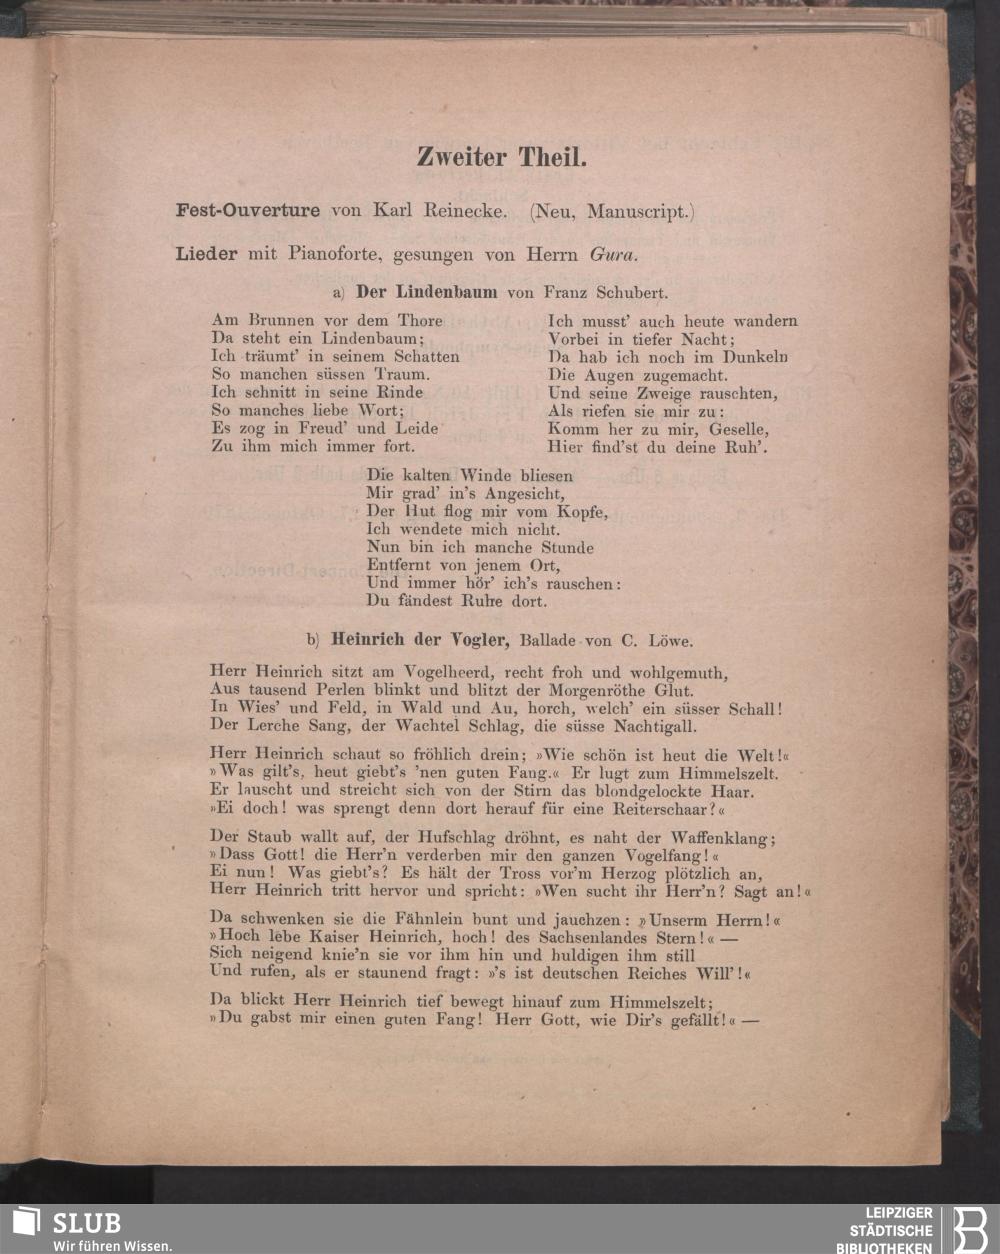 Zweiter Theil.
Fest-Ouverture von Karl Reinecke. (Neu, Manuscript.)
Lieder mit Pianoforte, gesungen von Herrn Gura.
a) Der Lindenbaum von Franz Schubert.
Am Brunnen vor dem Thore
Da steht ein Lindenbaum;
Ich träumt' in seinem Schatten
So manchen süssen Traum.
Ich schnitt in seine Rinde
So manches liebe Wort;
Es zog in Freud' und Leide
Zu ihm mich immer fort.
Ich musst' auch heute wandern
Vorbei in tiefer Nacht;
Da hab ich noch im Dunkeln
Die Augen zugemacht.
Und seine Zweige rauschten,
Als riefen sie mir zu:
Komm her zu mir, Geselle,
Hier find'st du deine Ruh'.
Die kalten Winde bliesen
Mir grad' in's Angesicht,
Der Hut flog mir vom Kopfe,
Ich wendete mich nicht.
Nun bin ich manche Stunde
Entfernt von jenem Ort,
Und immer hör' ich's rauschen:
Du fändest Ruhe dort.
b) Heinrich der Vogler, Ballade von C. Löwe.
Herr Heinrich sitzt am Vogelheerd, recht froh und wohlgemuth,
Aus tausend Perlen blinkt und blitzt der Morgenröthe Glut.
In Wies' und Feld, in Wald und Au, horch, welch' ein süsser Schall!
Der Lerche Sang, der Wachtel Schlag, die süsse Nachtigall.
Herr Heinrich schaut so fröhlich drein; »Wie schön ist heut die Welt!«
»Was gilt's, heut giebt's 'nen guten Fang.« Er lugt zum Himmelszelt.
Er lauscht und streicht sich von der Stirn das blondgelockte Haar.
»Ei doch! was sprengt denn dort herauf für eine Reiterschaar?«
Der Staub wallt auf, der Hufschlag dröhnt, es naht der Waffenklang;
»Dass Gott! die Herr'n verderben mir den ganzen Vogelfang!«
Ei nun! Was giebt's? Es hält der Tross vor'm Herzog plötzlich an,
Herr Heinrich tritt hervor und spricht: »Wen sucht ihr Herr'n? Sagt an!«
Da schwenken sie die Fähnlein bunt und jauchzen: »Unserm Herrn!«
»Hoch lebe Kaiser Heinrich, hoch! des Sachsenlandes Stern!« —
Sich neigend knie'n sie vor ihm hin und huldigen ihm still
Und rufen, als er staunend fragt: »'s ist deutschen Reiches Will'!«
Da blickt Herr Heinrich tief bewegt hinauf zum Himmelszelt;
»Du gabst mir einen guten Fang! Herr Gott, wie Dir's gefällt!« —
SLUB
Wir führen Wissen.
LEIPZIGER
STÄDTISCHE
BIBLIOTHEKEN